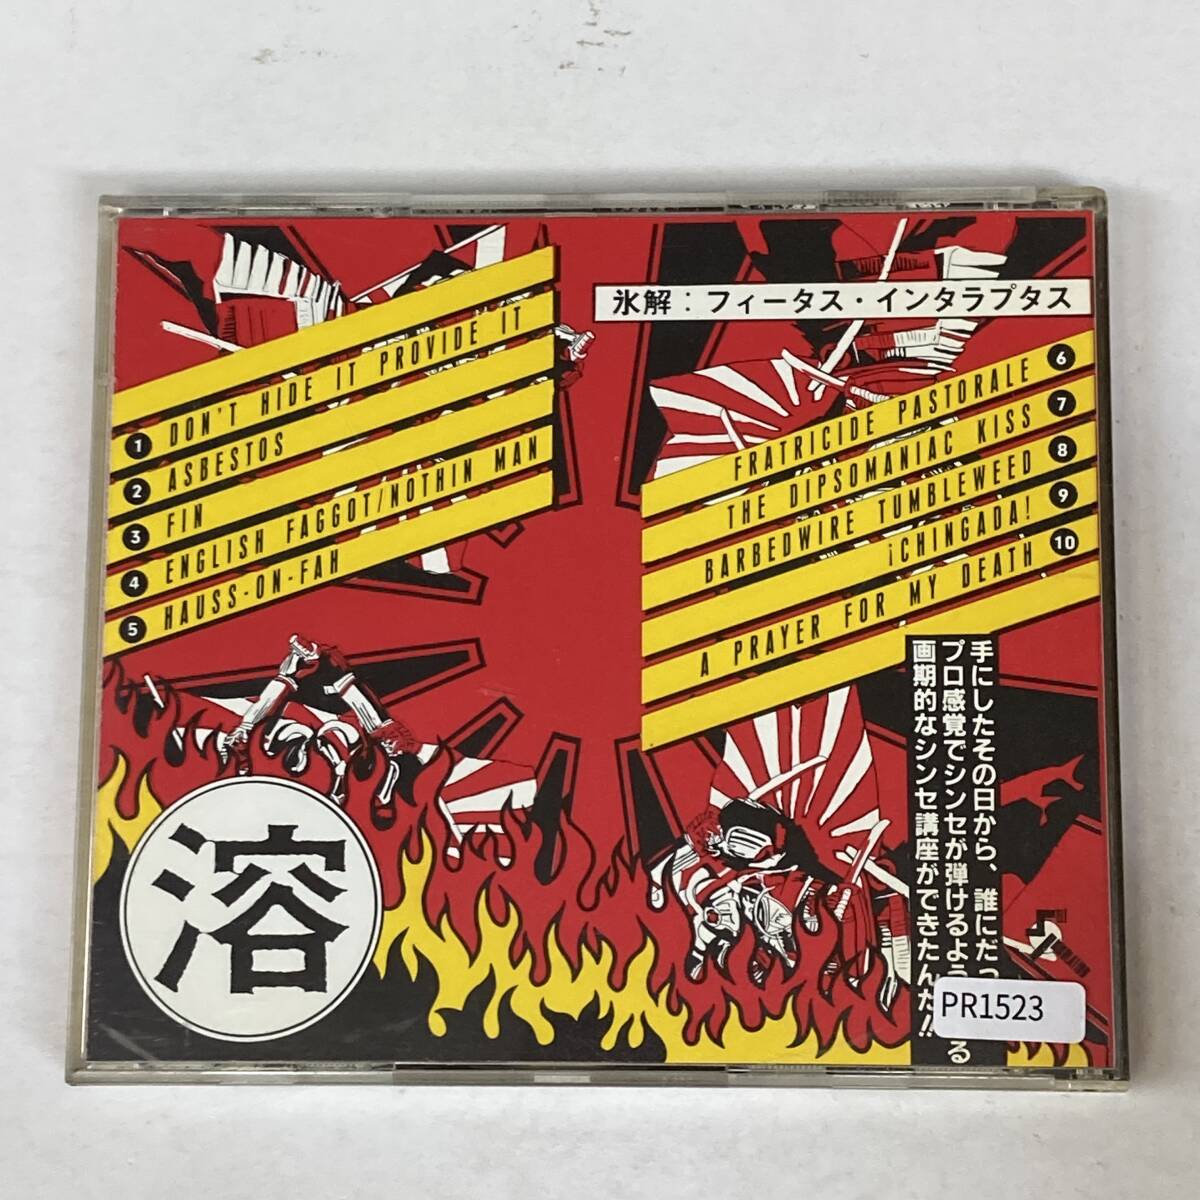 氷解：フィータス・インタラプタス
1 DON'T HIDE IT PROVIDE IT
2 ASBESTOS
3 FIN
4 ENGLISH FAGGOT/NOTHIN MAN
5 HAUSS-ON-FAH
FRATRICIDE PASTORALE 6
THE DIPSOMANIAC KISS 7
BARBEDWIRE TUMBLEWEED 8
¡CHINGADA! 9
A PRAYER FOR MY DEATH 10
手にしたその日から、誰にだっ
プロ感覚でシンセが弾けるよう る
画期的なシンセ講座ができたんだ!!
溶
PR1523